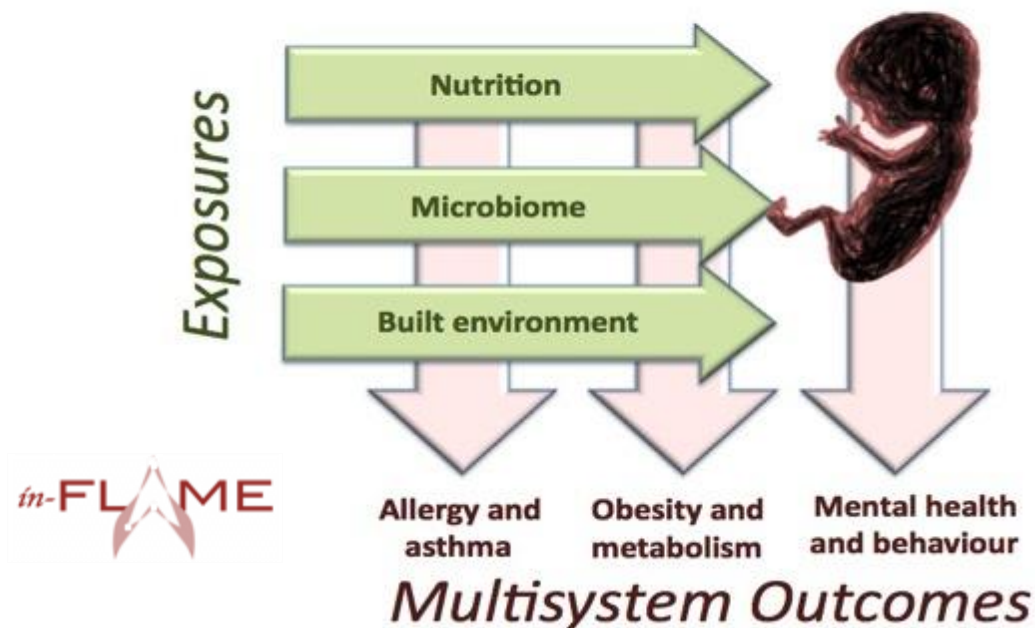 Exposures
Nutrition
Microbiome
Built environment
in-FLAME
Allergy and
asthma
Obesity and
metabolism
Mental health
and behaviour
Multisystem Outcomes